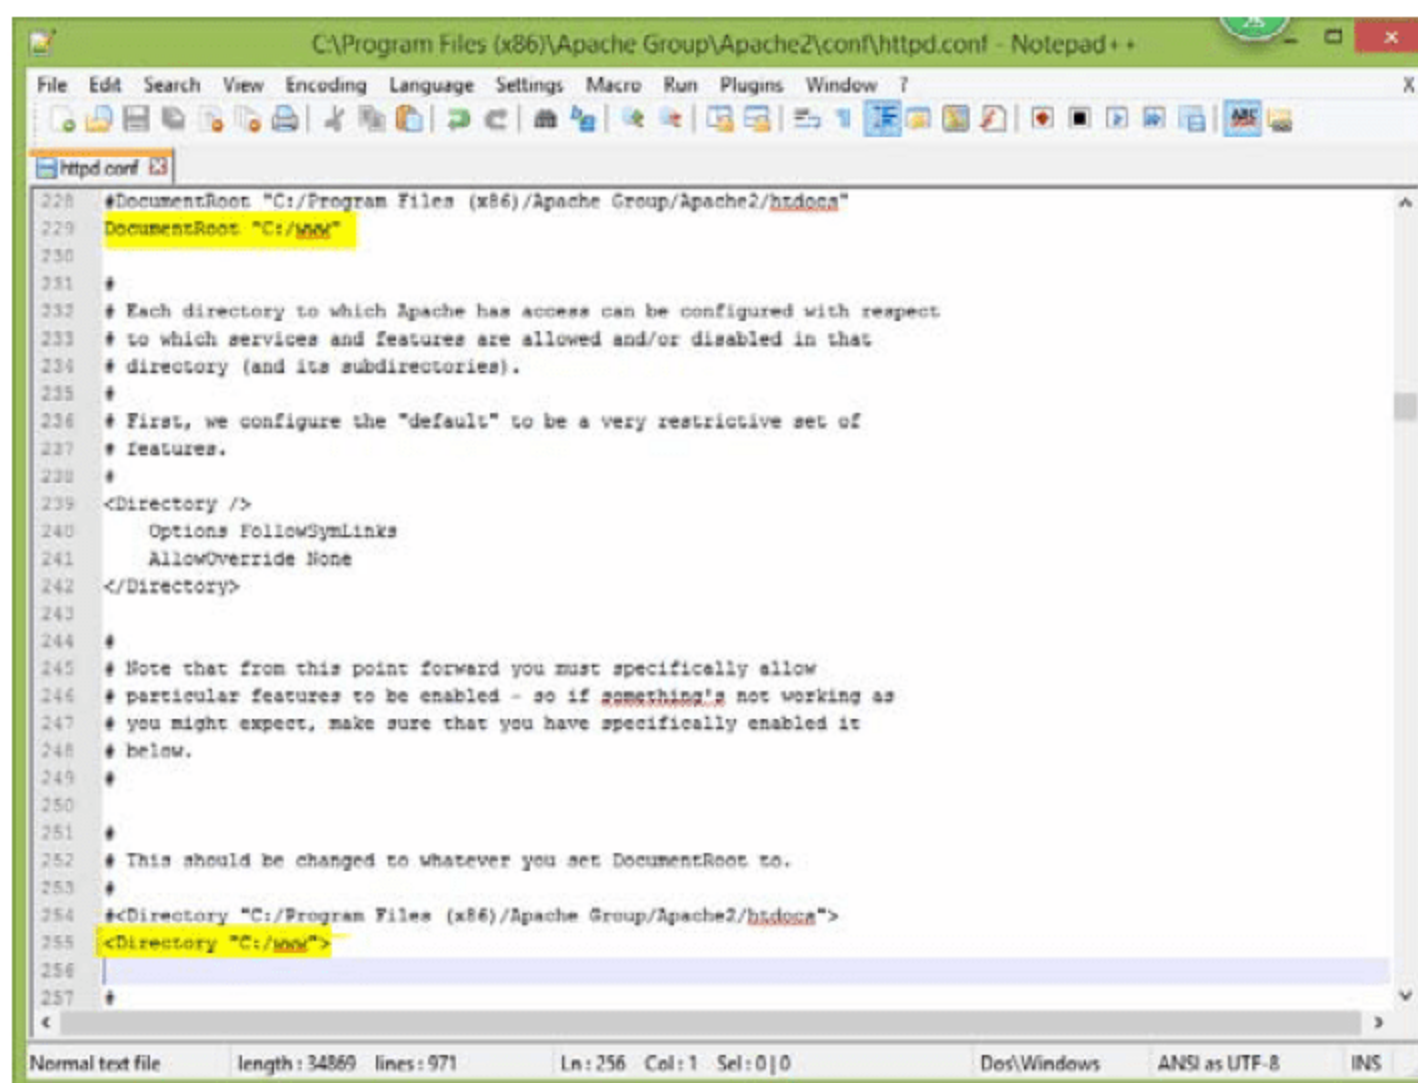 C:\Program Files (x86)\Apache Group\Apache2\conf\httpd.conf - Notepad++
File Edit Search View Encoding Language Settings Macro Run Plugins Window ?
X
httpd.conf
228 #DocumentRoot "C:/Program Files (x86)/Apache Group/Apache2/htdocs"
229 DocumentRoot "C:/www"
230
231 #
232 # Each directory to which Apache has access can be configured with respect
233 # to which services and features are allowed and/or disabled in that
234 # directory (and its subdirectories).
235 #
236 # First, we configure the "default" to be a very restrictive set of
237 # features.
238 #
239 <Directory />
240 Options FollowSymLinks
241 AllowOverride None
242 </Directory>
243
244 #
245 # Note that from this point forward you must specifically allow
246 # particular features to be enabled - so if something's not working as
247 # you might expect, make sure that you have specifically enabled it
248 # below.
249 #
250
251 #
252 # This should be changed to whatever you set DocumentRoot to.
253 #
254 #<Directory "C:/Program Files (x86)/Apache Group/Apache2/htdocs">
255 <Directory "C:/www">
256
257 #
Normal text file length : 34869 lines : 971 Ln : 256 Col : 1 Sel : 0 | 0 Dos\Windows ANSI as UTF-8 INS